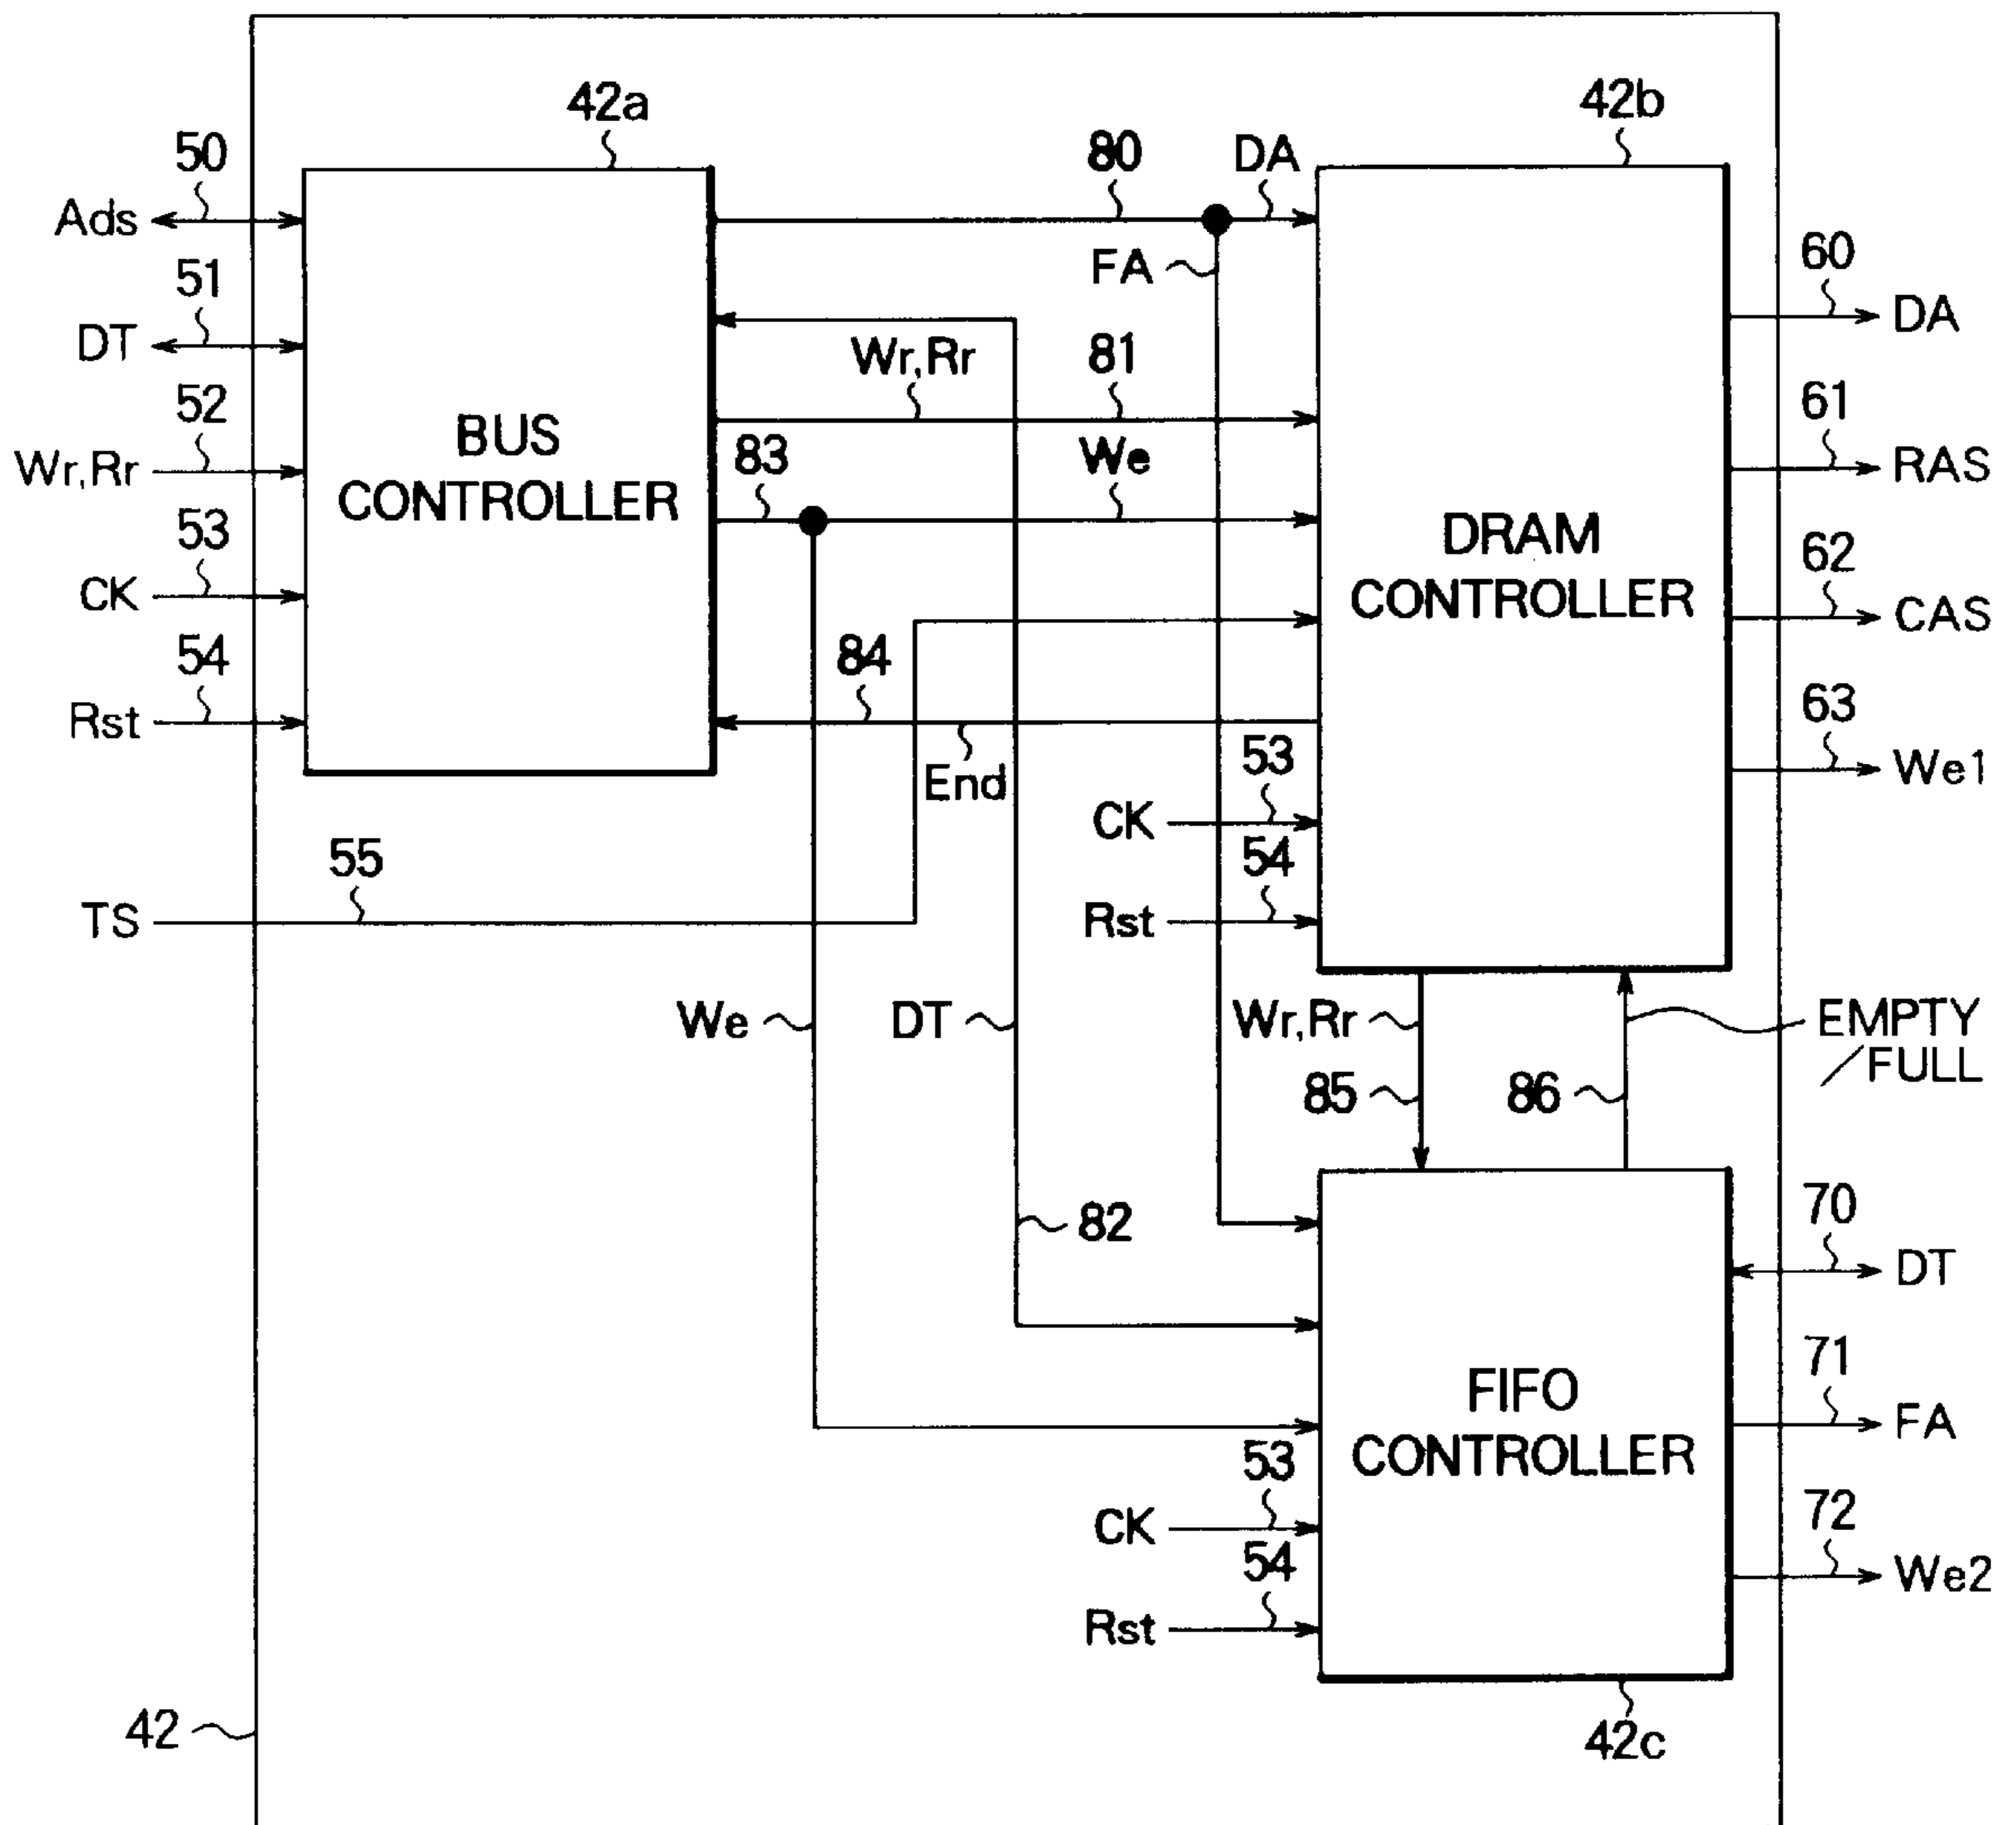 42a
42b
50
80
DA
Ads
FA
60
51
DA
DT
Wr,Rr
81
52
61
BUS
CONTROLLER
83
We
Wr,Rr
RAS
53
DRAM
CONTROLLER
62
CK
CAS
54
84
63
Rst
End
53
We1
CK
55
54
TS
Rst
We
DT
Wr,Rr
EMPTY
/FULL
85
86
82
70
DT
71
FIFO
CONTROLLER
FA
53
CK
72
54
We2
Rst
42
42c